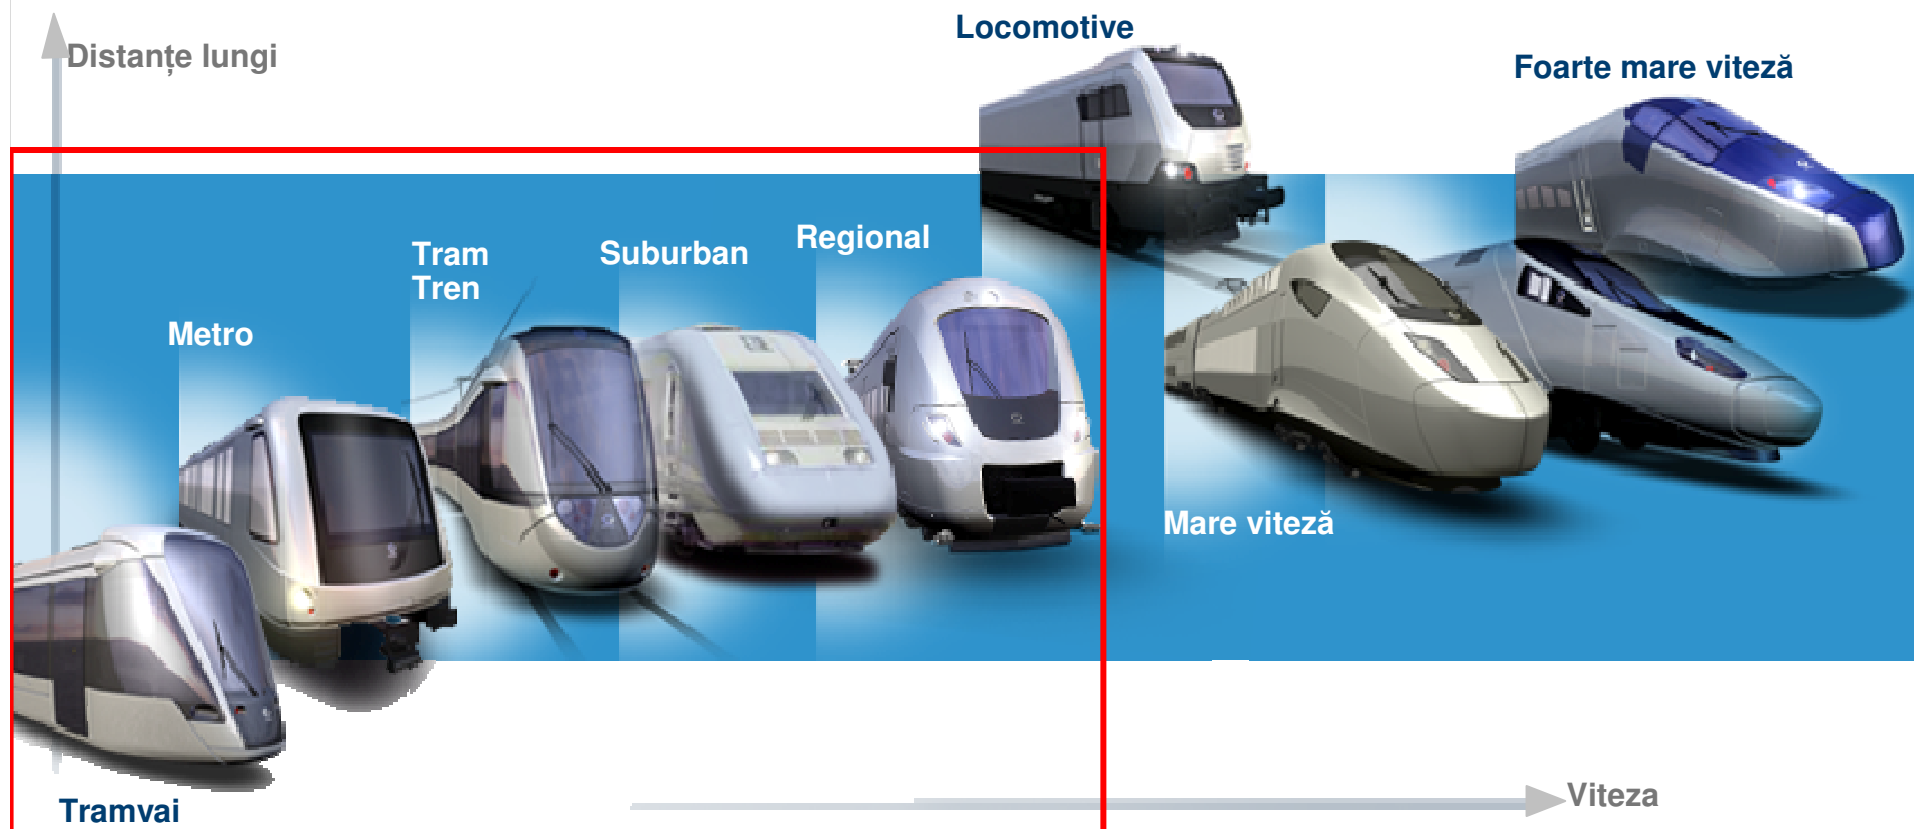 Locomotive
Distanțe lungi
Foarte mare viteză
Tram
Tren
Suburban
Regional
Metro
Mare viteză
Viteza
Tramvai